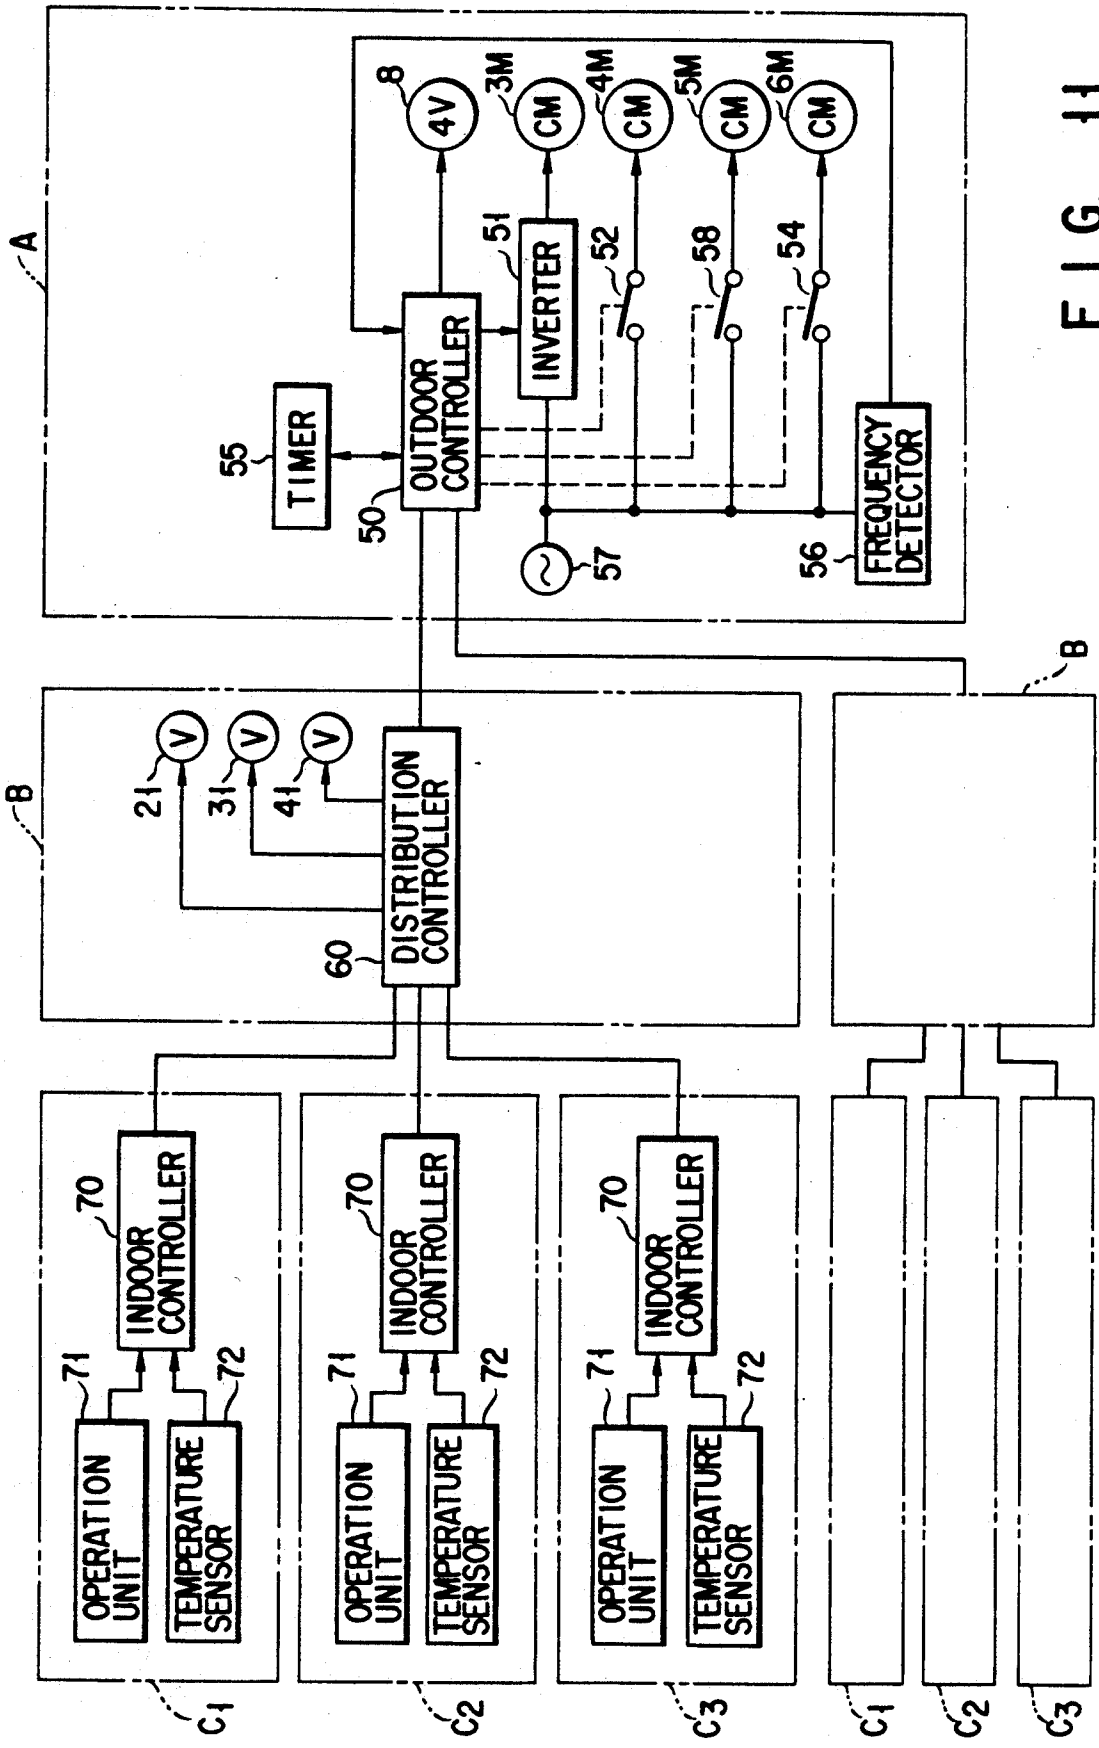 A
TIMER
55
OUTDOOR
CONTROLLER
50
8
4V
3M
CM
4M
CM
5M
CM
6M
CM
INVERTER
51
52
58
54
57
FREQUENCY
DETECTOR
56
B
21
V
31
V
41
V
DISTRIBUTION
CONTROLLER
60
B
INDOOR
CONTROLLER
70
OPERATION
UNIT
71
TEMPERATURE
SENSOR
72
C1
INDOOR
CONTROLLER
70
OPERATION
UNIT
71
TEMPERATURE
SENSOR
72
C2
INDOOR
CONTROLLER
70
OPERATION
UNIT
71
TEMPERATURE
SENSOR
72
C3
C1
C2
C3
FIG. 11